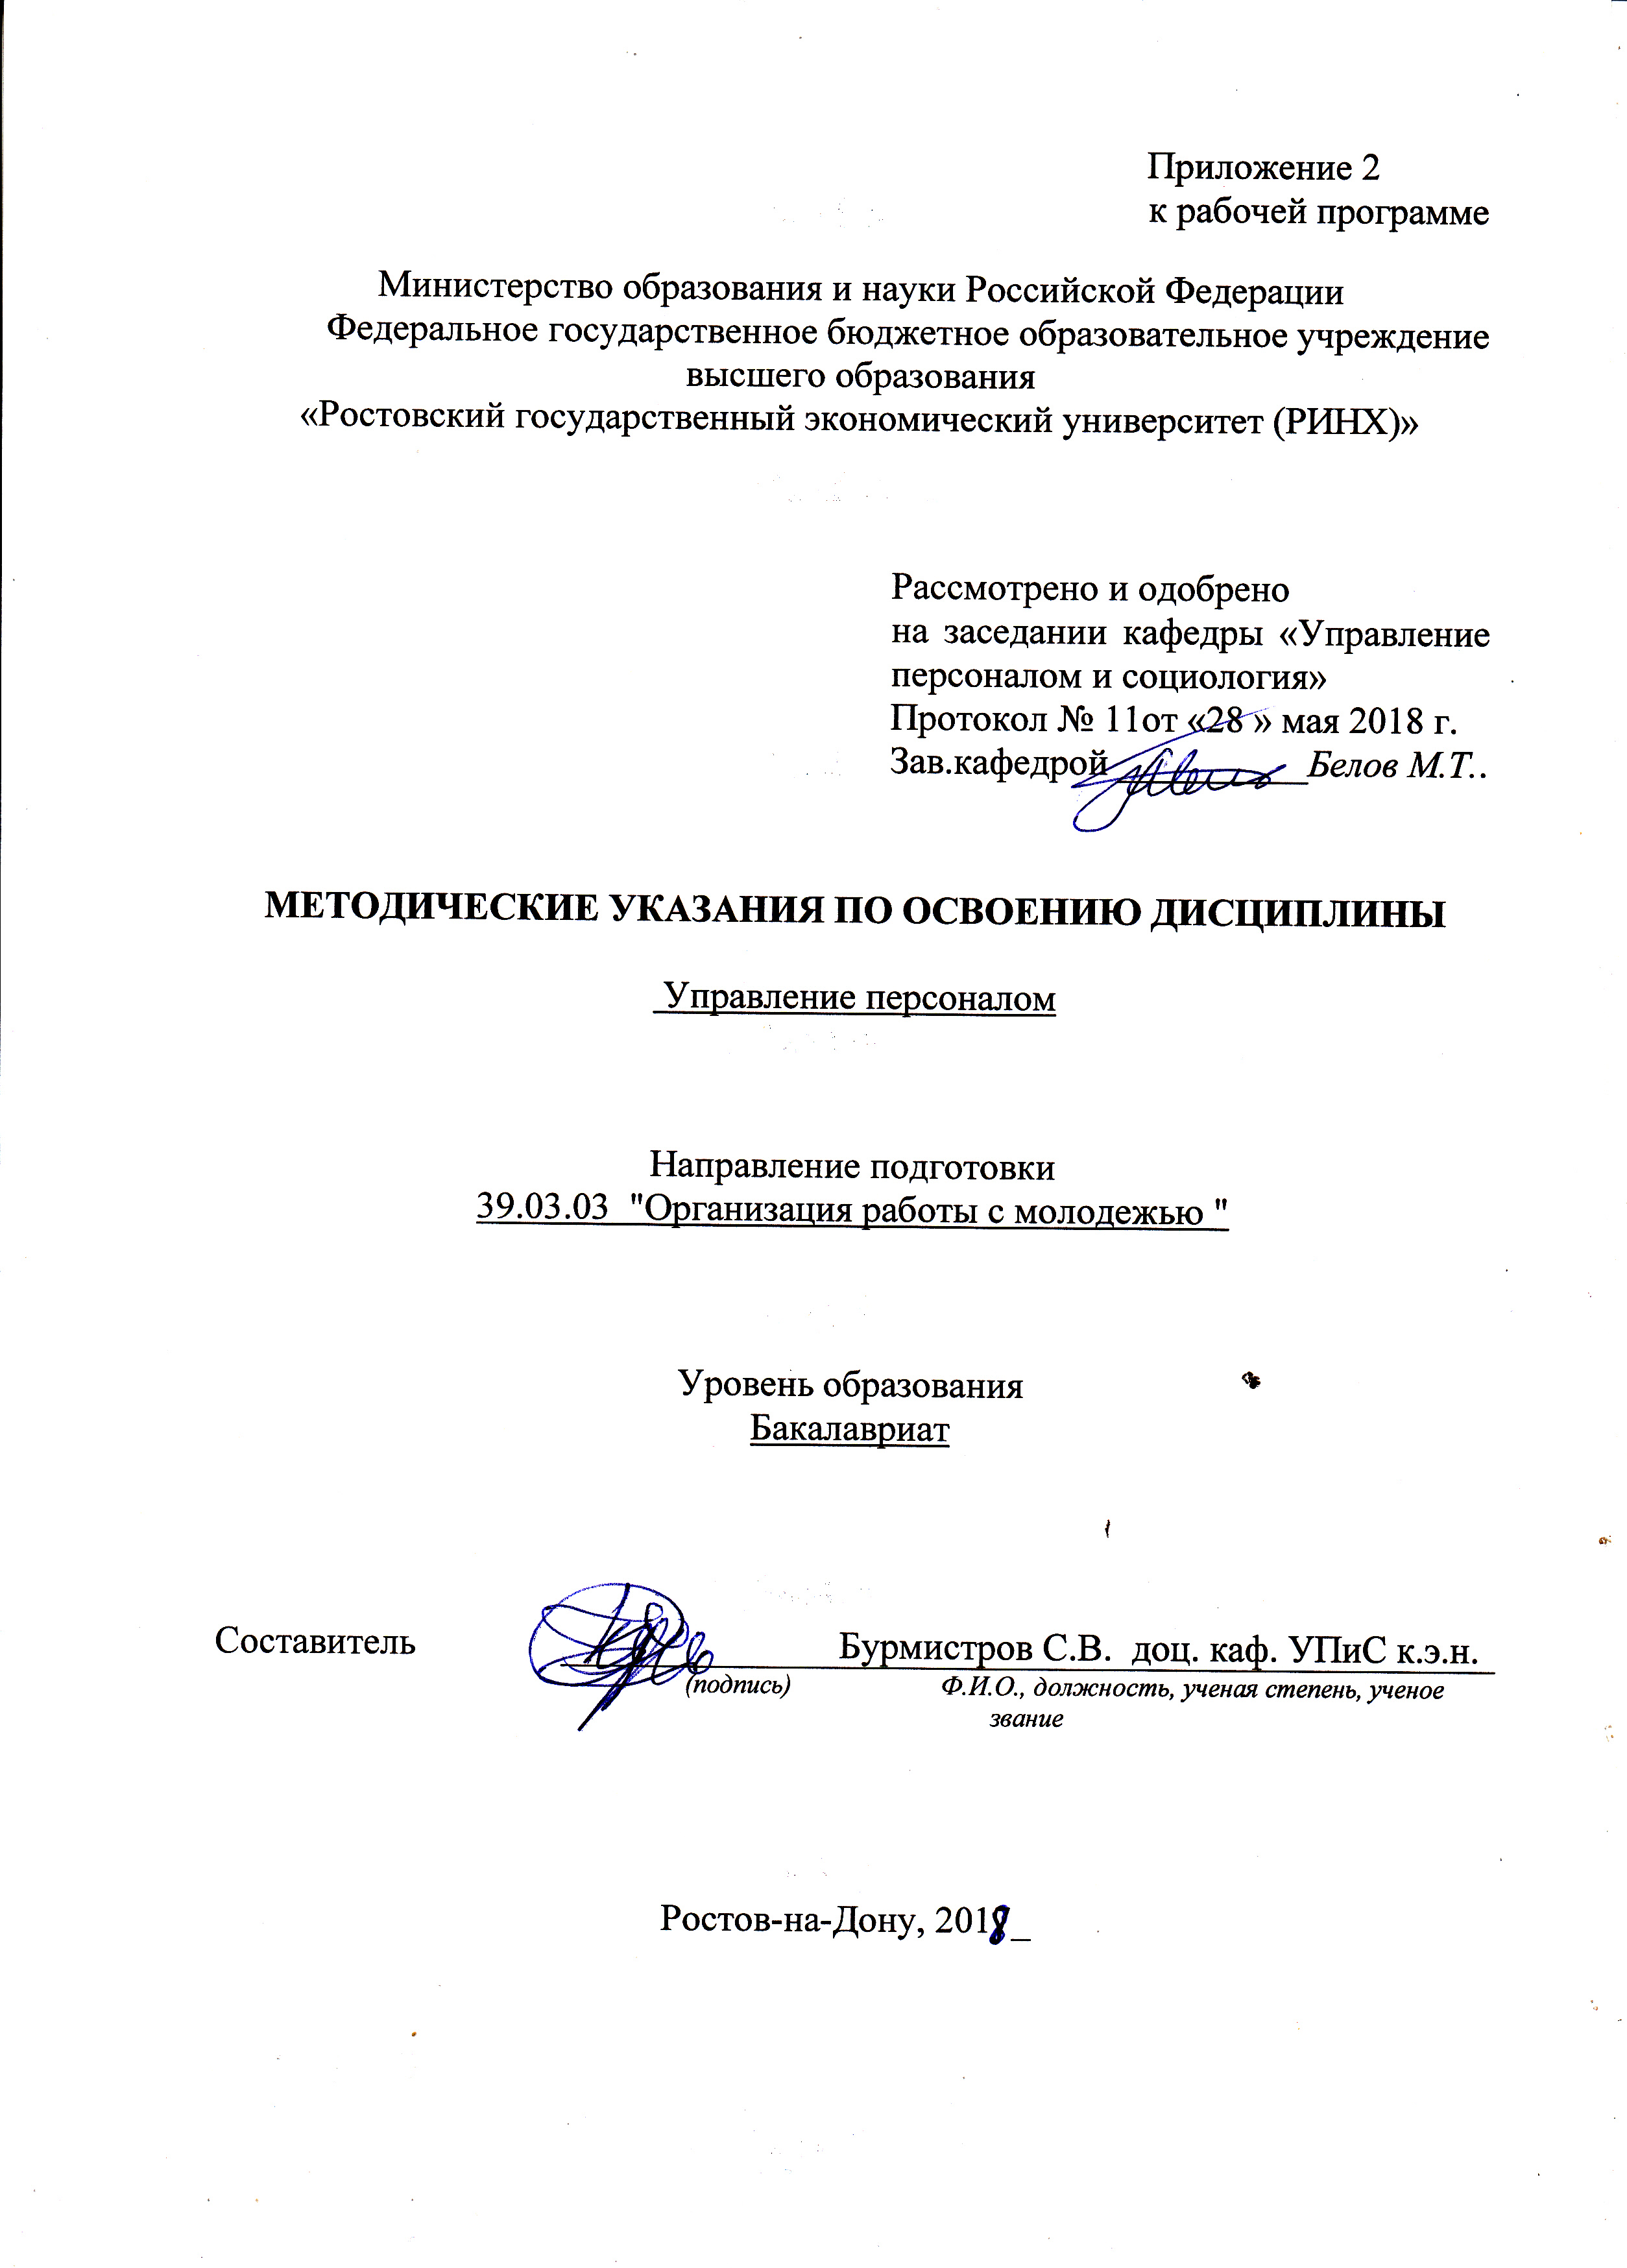 Приложение 2
к рабочей программе
Министерство образования и науки Российской Федерации
Федеральное государственное бюджетное образовательное учреждение
высшего образования
«Ростовский государственный экономический университет (РИНХ)»
Рассмотрено и одобрено
на заседании кафедры «Управление
персоналом и социология»
Протокол № 11от «28 » мая 2018 г.
Зав.кафедрой__________Белов М.Т..
МЕТОДИЧЕСКИЕ УКАЗАНИЯ ПО ОСВОЕНИЮ ДИСЦИПЛИНЫ
Управление персоналом
Направление подготовки
39.03.03 "Организация работы с молодежью "
Уровень образования
Бакалавриат
Составитель Бурмистров С.В. доц. каф. УПиС к.э.н.
(подпись) Ф.И.О., должность, ученая степень, ученое
звание
Ростов-на-Дону, 2018_